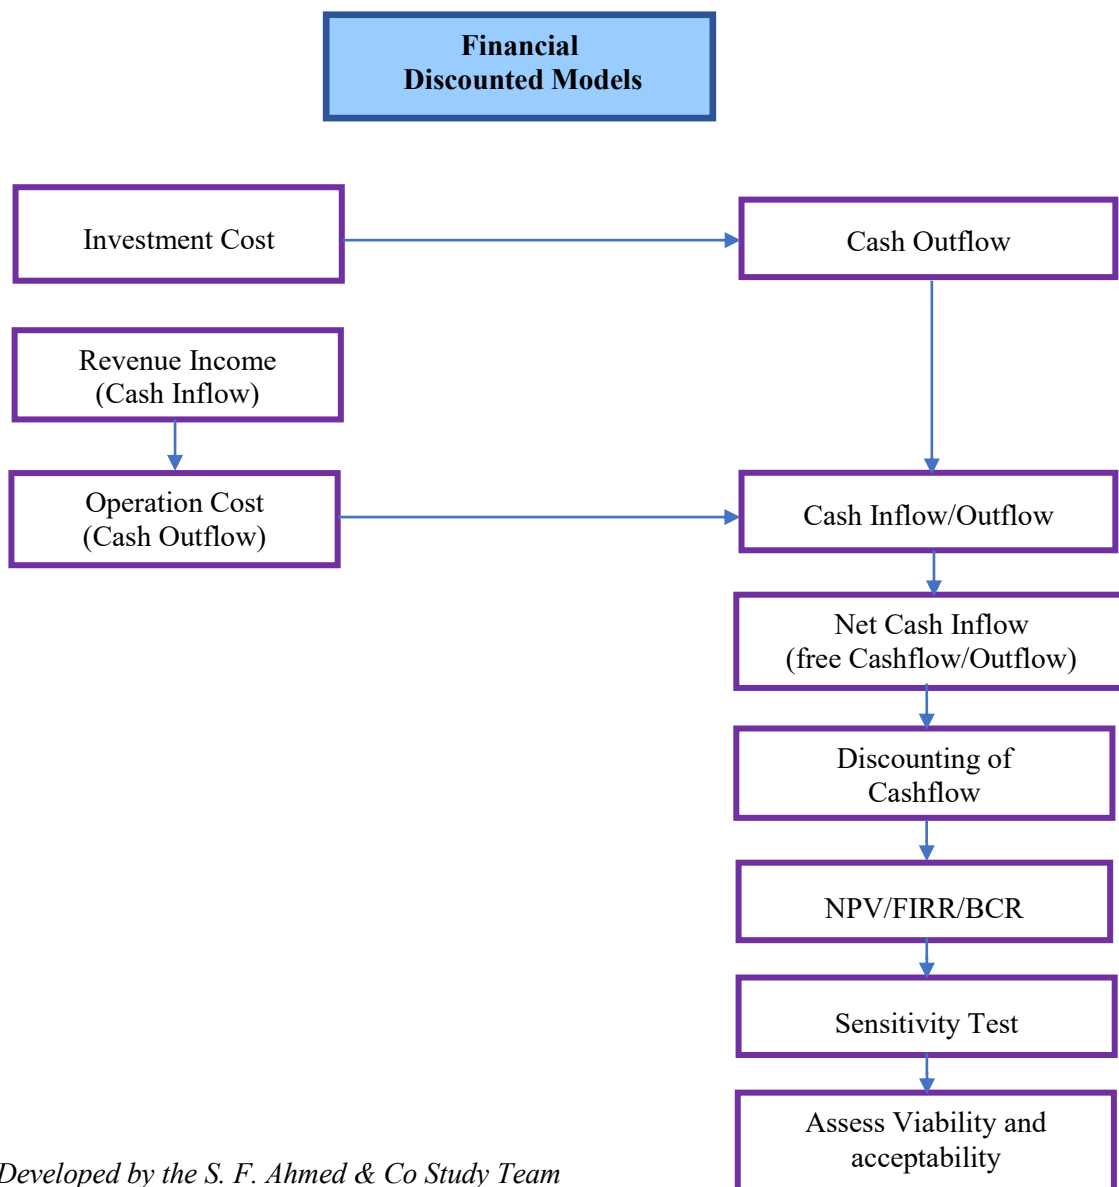 Financial
Discounted Models
Investment Cost
Cash Outflow
Revenue Income
(Cash Inflow)
Operation Cost
(Cash Outflow)
Cash Inflow/Outflow
Net Cash Inflow
(free Cashflow/Outflow)
Discounting of
Cashflow
NPV/FIRR/BCR
Sensitivity Test
Assess Viability and
acceptability
Developed by the S. F. Ahmed & Co Study Team